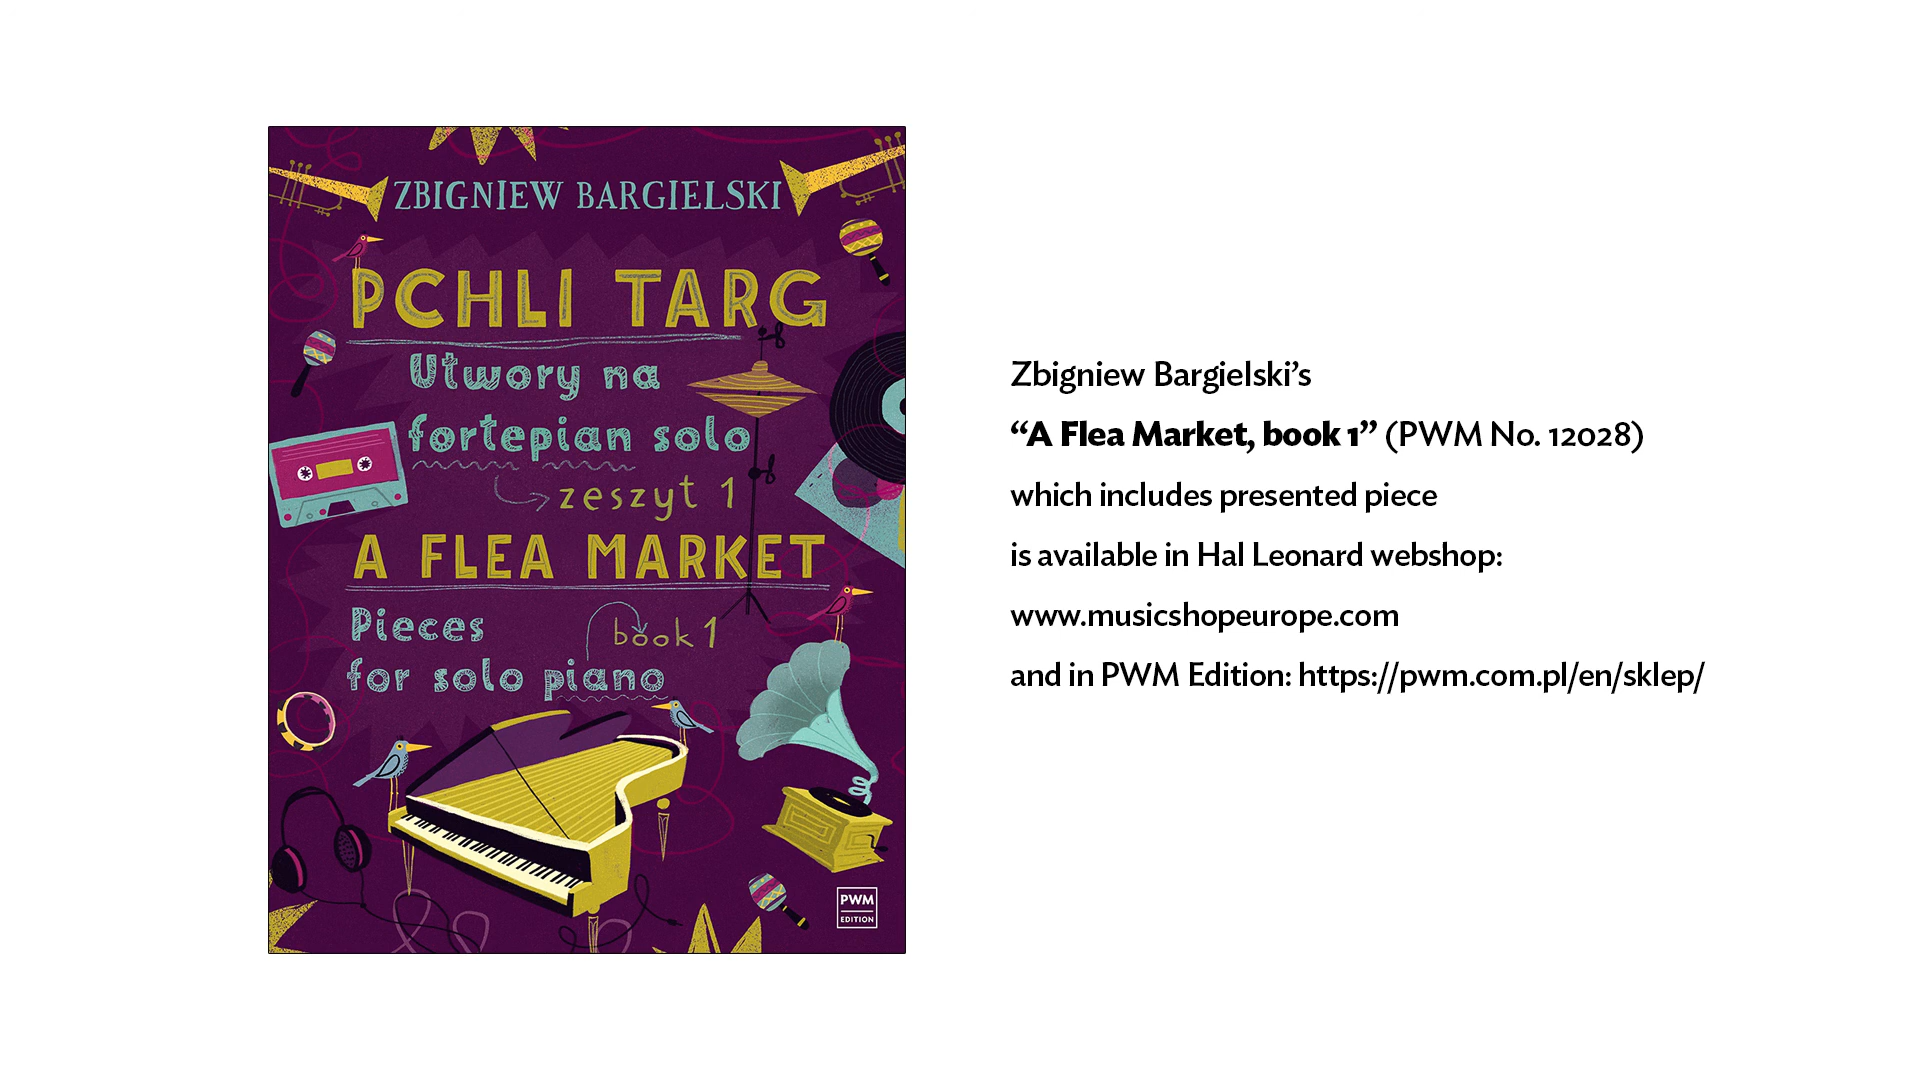 ZBIGNIEW BARGIELSKI
PCHLI TARG
Utwory na
fortepian solo
zeszyt 1
A FLEA MARKET
Pieces
book 1
for solo piano
PWM
EDITION
Zbigniew Bargielski’s
“A Flea Market, book 1” (PWM No. 12028)
which includes presented piece
is available in Hal Leonard webshop:
www.musicshopeurope.com
and in PWM Edition: https://pwm.com.pl/en/sklep/